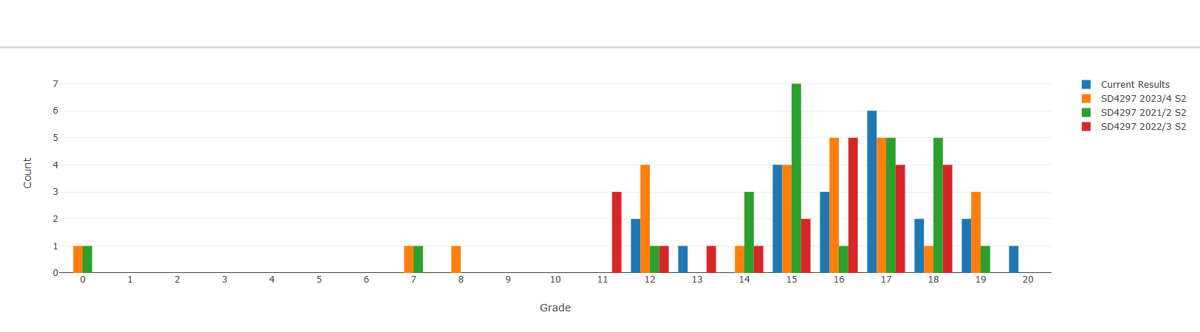 7
6
5
4
3
2
1
0
Count
0 1 2 3 4 5 6 7 8 9 10 11 12 13 14 15 16 17 18 19 20
Grade
Current Results
SD4297 2023/4 S2
SD4297 2021/2 S2
SD4297 2022/3 S2